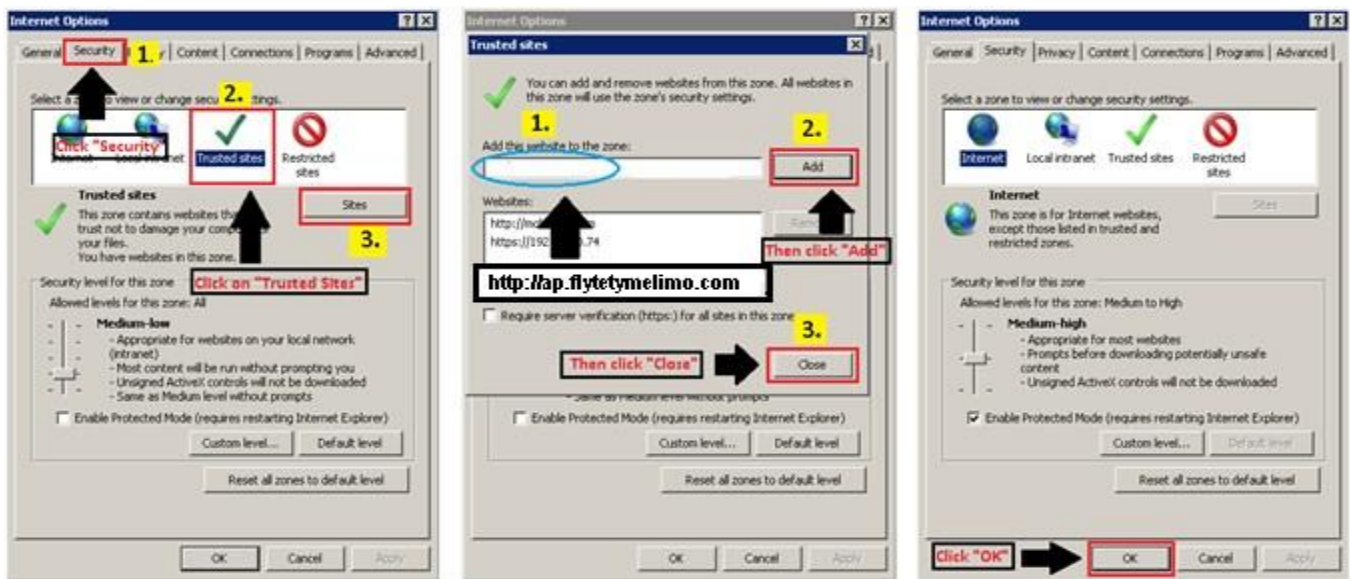 Internet Options
General Security Content Connections Programs Advanced
1.
Select a to view or change 2.
Click "Security"
Local intranet Trusted sites Restricted sites
Trusted sites
This zone contains websites
trust not to damage your
your files.
You have websites in this zone.
Sites
3.
Security level for this zone
Click on "Trusted Sites"
Allowed levels for this zone: All
Medium-low
- Appropriate for websites on your local network
(intranet)
- Most content will be run without prompting you
- Unsigned ActiveX controls will not be downloaded
- Same as Medium level without prompts
Enable Protected Mode (requires restarting Internet Explorer)
Custom level... Default level
Reset all zones to default level
OK Cancel Apply
Internet Options
Trusted sites
You can add and remove websites from this zone. All websites in
this zone will use the zone's security settings.
1.
2.
Add this website to the zone:
Add
Websites:
Remove
Then click "Add"
http://ap.flytetymelimo.com
Require server verification (https:) for all sites in this zone
3.
Then click "Close"
Close
- Same as Medium level without prompts
Enable Protected Mode (requires restarting Internet Explorer)
Custom level... Default level
Reset all zones to default level
OK Cancel Apply
Internet Options
General Security Privacy Content Connections Programs Advanced
Select a zone to view or change security settings.
Internet Local intranet Trusted sites Restricted
sites
Internet
This zone is for Internet websites,
except those listed in trusted and
restricted zones.
Sites
Security level for this zone
Allowed levels for this zone: Medium to High
Medium-high
- Appropriate for most websites
- Prompts before downloading potentially unsafe
content
- Unsigned ActiveX controls will not be downloaded
Enable Protected Mode (requires restarting Internet Explorer)
Custom level... Default level
Reset all zones to default level
Click "OK"
OK Cancel Apply